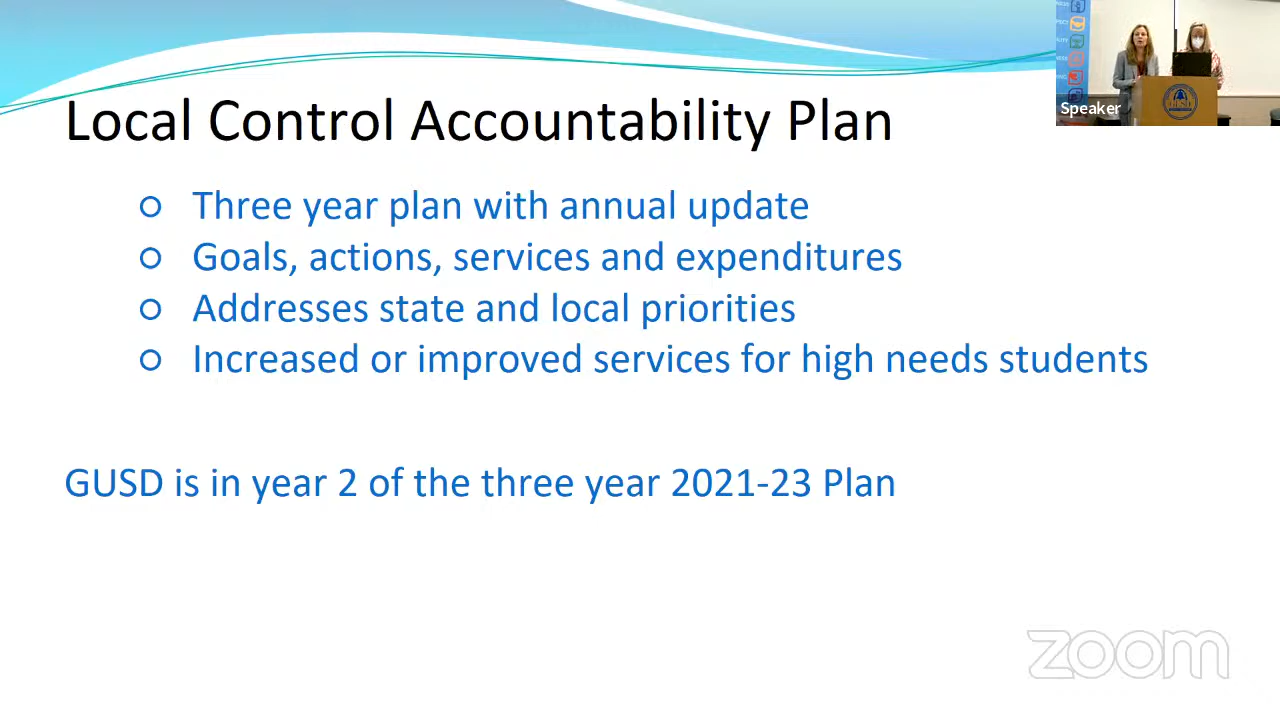 Local Control Accountability Plan
Speaker
Three year plan with annual update
Goals, actions, services and expenditures
Addresses state and local priorities
Increased or improved services for high needs students
GUSD is in year 2 of the three year 2021-23 Plan
zoom